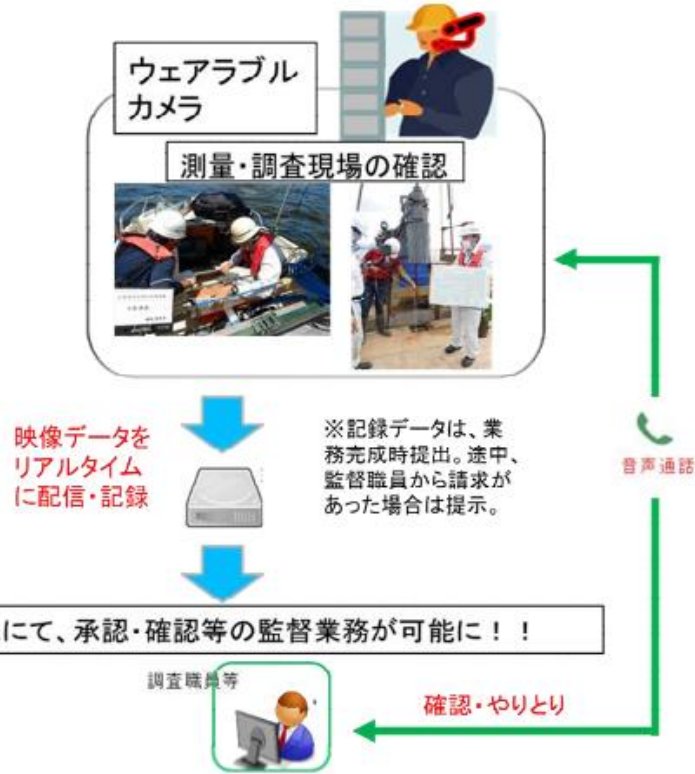 ウェアラブル
カメラ
測量・調査現場の確認
映像データを
リアルタイム
に配信・記録
※記録データは、業
務完成時提出。途中、
監督職員から請求が
あった場合は提示。
音声通話
にて、承認・確認等の監督業務が可能に！！
調査職員等
確認・やりとり